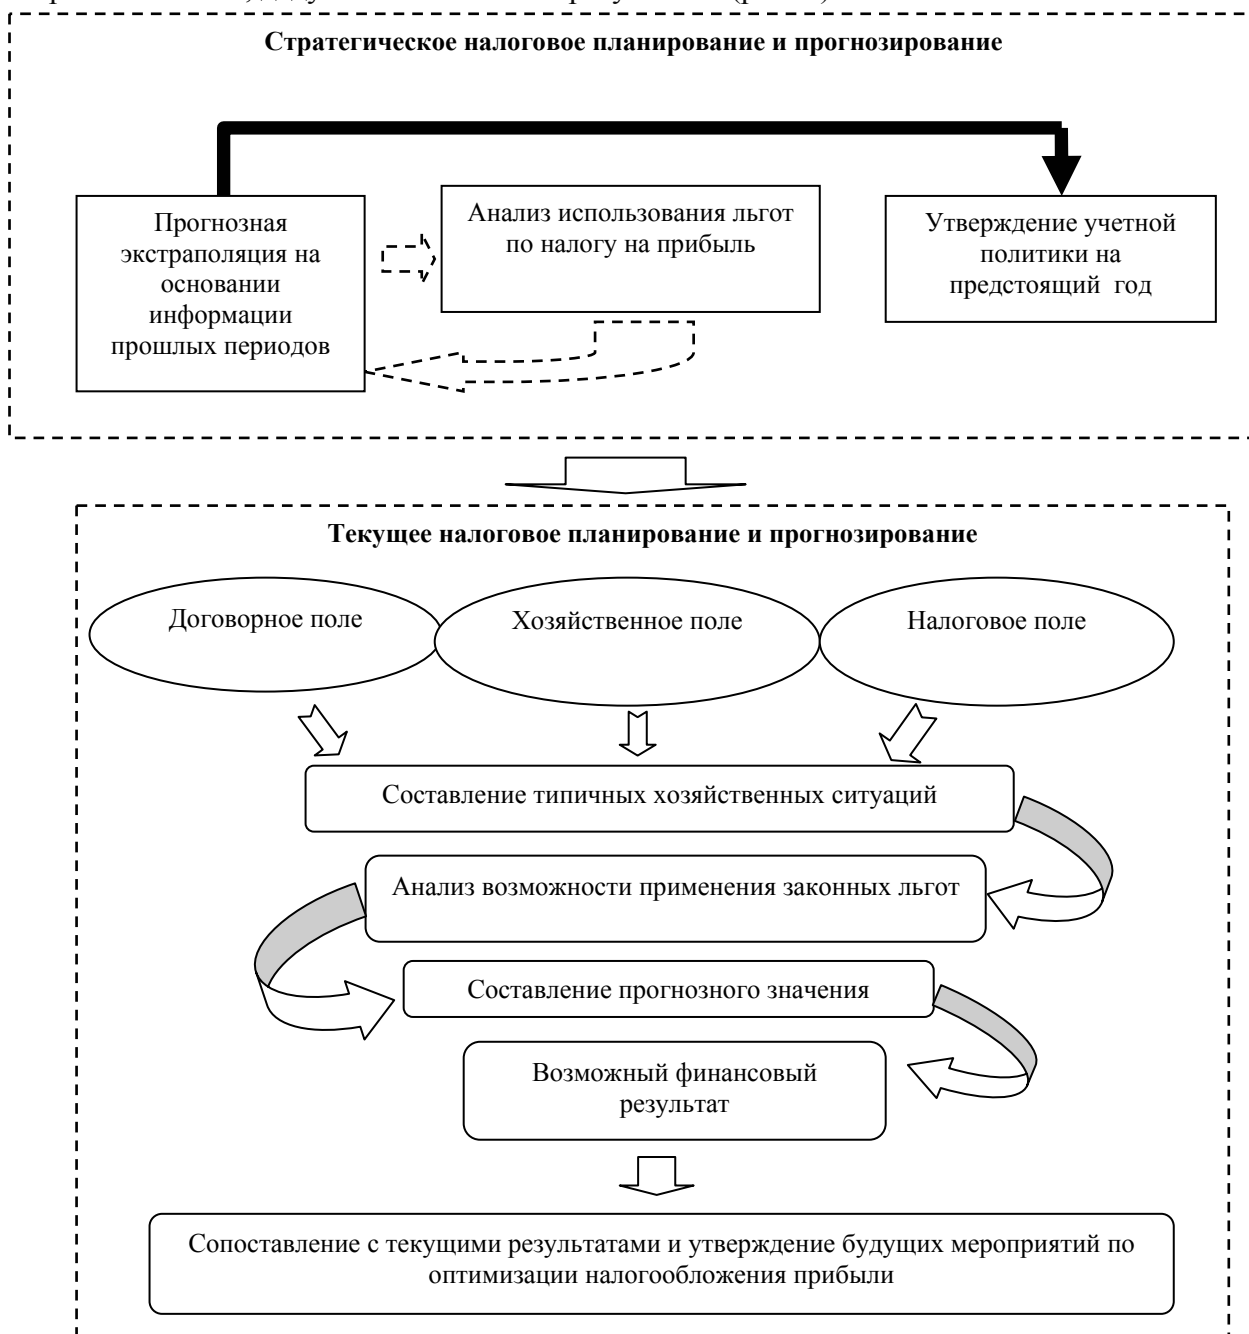 Стратегическое налоговое планирование и прогнозирование
Прогнозная
экстраполяция на
основании
информации
прошлых периодов
Анализ использования льгот
по налогу на прибыль
Утверждение учетной
политики на
предстоящий год
Текущее налоговое планирование и прогнозирование
Договорное поле
Хозяйственное поле
Налоговое поле
Составление типичных хозяйственных ситуаций
Анализ возможности применения законных льгот
Составление прогнозного значения
Возможный финансовый
результат
Сопоставление с текущими результатами и утверждение будущих мероприятий по
оптимизации налогообложения прибыли